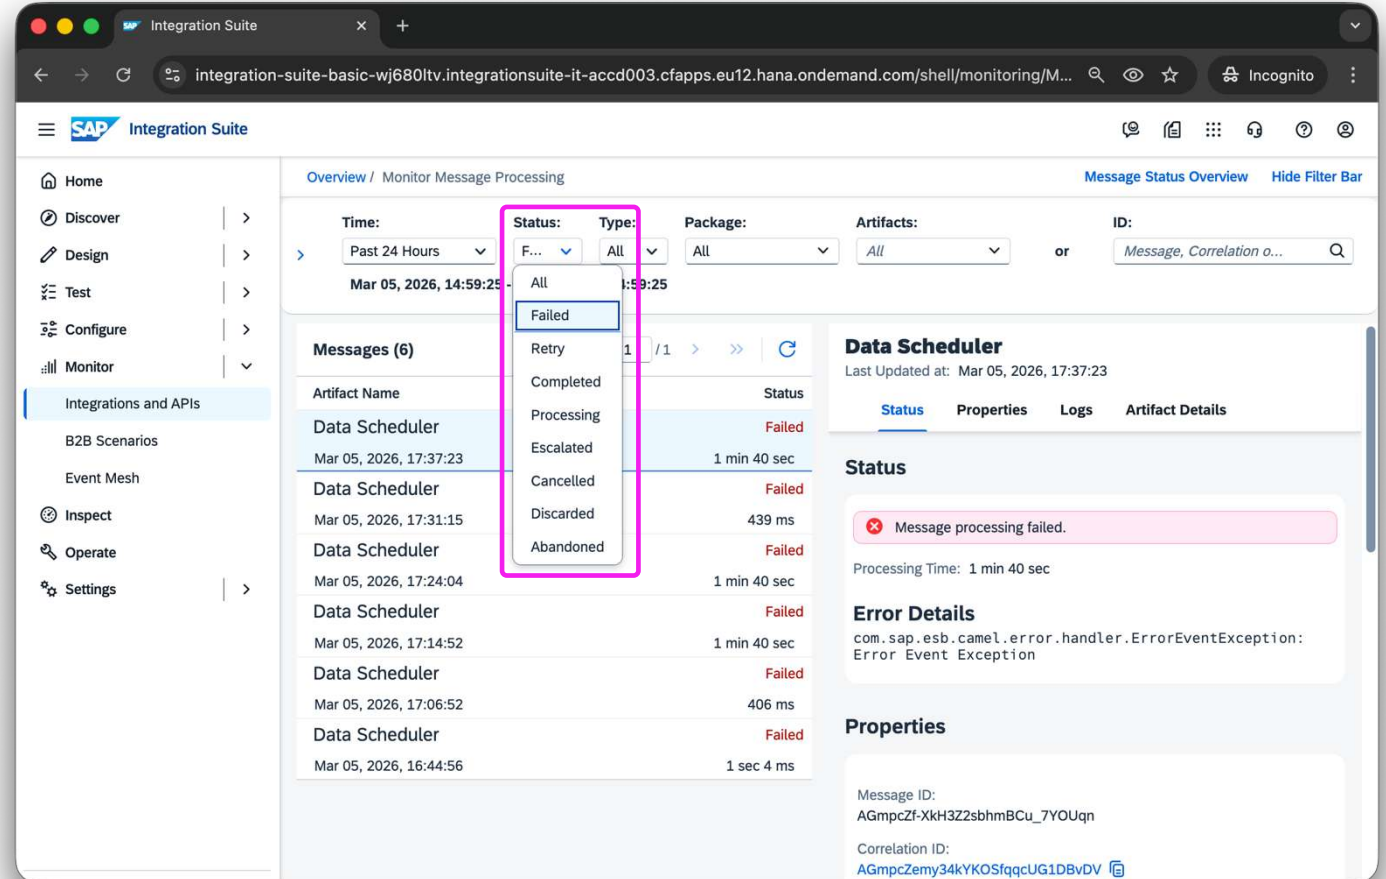 SAP Integration Suite
integration-suite-basic-wj680ltv.integrationsuite-it-accd003.cfapps.eu12.hana.ondemand.com/shell/monitoring/M... Incognito
SAP Integration Suite
Home
Discover
Design
Test
Configure
Monitor
Integrations and APIs
B2B Scenarios
Event Mesh
Inspect
Operate
Settings
Overview / Monitor Message Processing
Message Status Overview Hide Filter Bar
Time: Status: Type: Package: Artifacts: ID:
Past 24 Hours F... All All All or Message, Correlation o...
Mar 05, 2026, 14:59:25 - 4:59:25
All
Failed
Retry
Completed
Processing
Escalated
Cancelled
Discarded
Abandoned
Messages (6) 1 / 1
Artifact Name Status
Data Scheduler Failed
Mar 05, 2026, 17:37:23 1 min 40 sec
Data Scheduler Failed
Mar 05, 2026, 17:31:15 439 ms
Data Scheduler Failed
Mar 05, 2026, 17:24:04 1 min 40 sec
Data Scheduler Failed
Mar 05, 2026, 17:14:52 1 min 40 sec
Data Scheduler Failed
Mar 05, 2026, 17:06:52 406 ms
Data Scheduler Failed
Mar 05, 2026, 16:44:56 1 sec 4 ms
Data Scheduler
Last Updated at: Mar 05, 2026, 17:37:23
Status Properties Logs Artifact Details
Status
Message processing failed.
Processing Time: 1 min 40 sec
Error Details
com.sap.esb.camel.error.handler.ErrorEventException:
Error Event Exception
Properties
Message ID:
AGmpcZf-XkH3Z2sbhmBCu_7YOUqn
Correlation ID:
AGmpcZemy34kYKOSfqqcUG1DBvDV